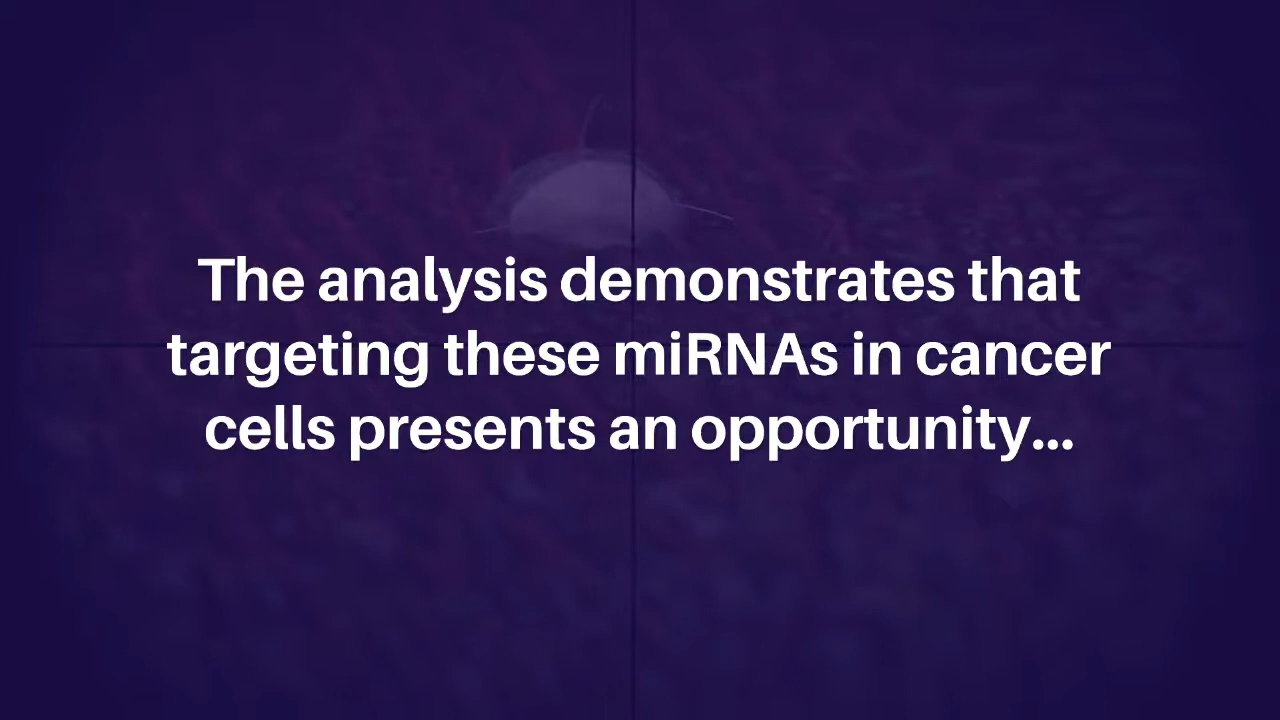 The analysis demonstrates that
targeting these miRNAs in cancer
cells presents an opportunity...